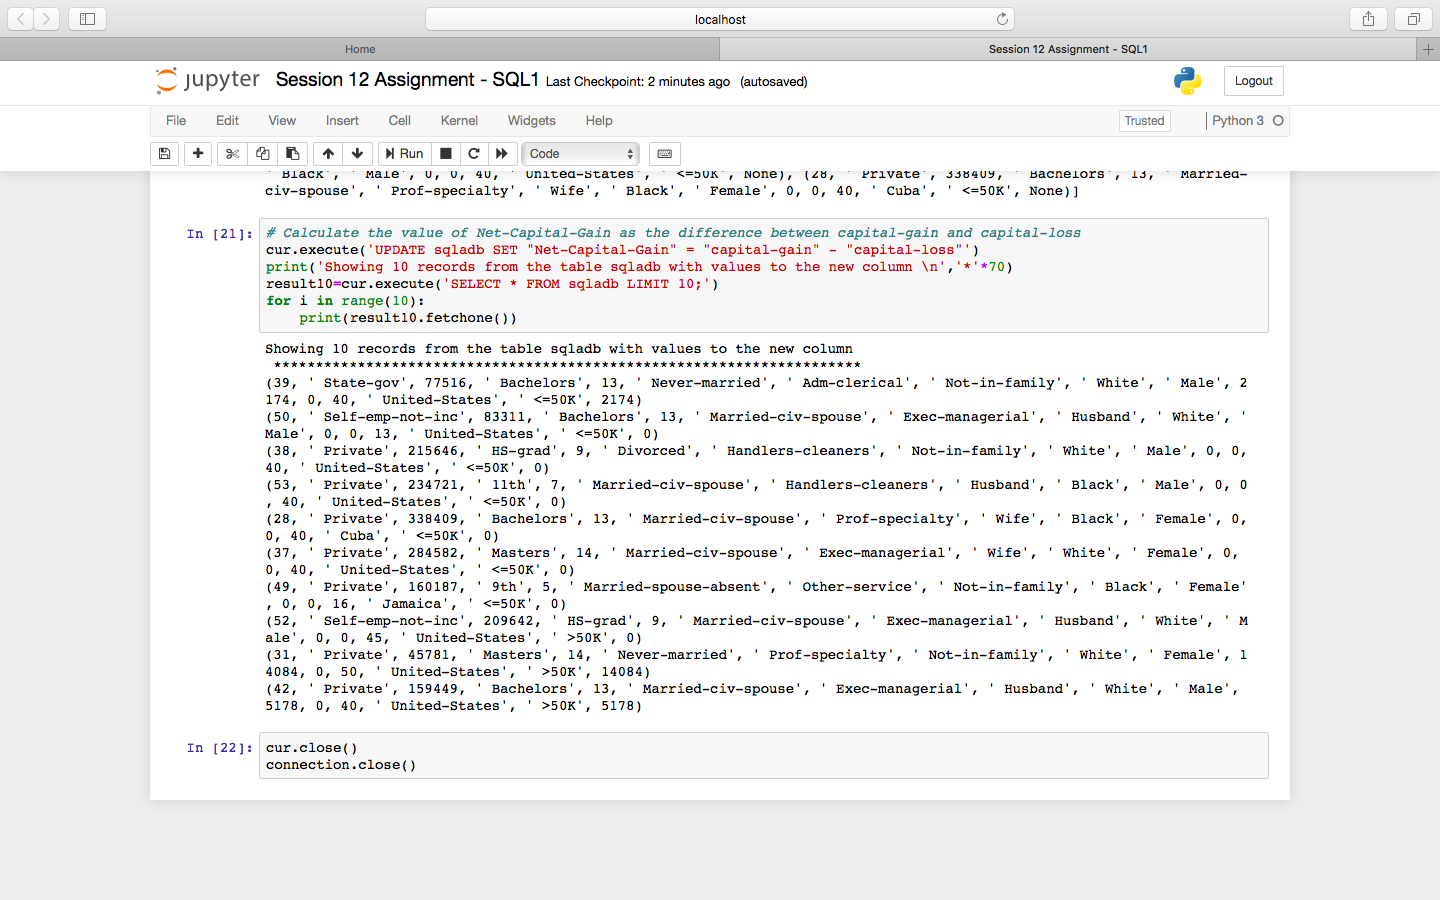 localhost
Home
Session 12 Assignment - SQL1
jupyter Session 12 Assignment - SQL1 Last Checkpoint: 2 minutes ago (autosaved)
Logout
File Edit View Insert Cell Kernel Widgets Help
Trusted
Python 3
Run
Code
' Black', ' Male', 0, 0, 40, ' United-States', ' <=50K', None), (28, ' Private', 338409, ' Bachelors', 13, ' Married-
civ-spouse', ' Prof-specialty', ' Wife', ' Black', ' Female', 0, 0, 40, ' Cuba', ' <=50K', None)]
In [21]:
# Calculate the value of Net-Capital-Gain as the difference between capital-gain and capital-loss
cur.execute('UPDATE sqladb SET "Net-Capital-Gain" = "capital-gain" - "capital-loss"')
print('Showing 10 records from the table sqladb with values to the new column \n','*'*70)
result10=cur.execute('SELECT * FROM sqladb LIMIT 10;')
for i in range(10):
    print(result10.fetchone())
Showing 10 records from the table sqladb with values to the new column
 **********************************************************************
(39, ' State-gov', 77516, ' Bachelors', 13, ' Never-married', ' Adm-clerical', ' Not-in-family', ' White', ' Male', 2
174, 0, 40, ' United-States', ' <=50K', 2174)
(50, ' Self-emp-not-inc', 83311, ' Bachelors', 13, ' Married-civ-spouse', ' Exec-managerial', ' Husband', ' White', '
Male', 0, 0, 13, ' United-States', ' <=50K', 0)
(38, ' Private', 215646, ' HS-grad', 9, ' Divorced', ' Handlers-cleaners', ' Not-in-family', ' White', ' Male', 0, 0,
40, ' United-States', ' <=50K', 0)
(53, ' Private', 234721, ' 11th', 7, ' Married-civ-spouse', ' Handlers-cleaners', ' Husband', ' Black', ' Male', 0, 0
, 40, ' United-States', ' <=50K', 0)
(28, ' Private', 338409, ' Bachelors', 13, ' Married-civ-spouse', ' Prof-specialty', ' Wife', ' Black', ' Female', 0,
0, 40, ' Cuba', ' <=50K', 0)
(37, ' Private', 284582, ' Masters', 14, ' Married-civ-spouse', ' Exec-managerial', ' Wife', ' White', ' Female', 0,
0, 40, ' United-States', ' <=50K', 0)
(49, ' Private', 160187, ' 9th', 5, ' Married-spouse-absent', ' Other-service', ' Not-in-family', ' Black', ' Female'
, 0, 0, 16, ' Jamaica', ' <=50K', 0)
(52, ' Self-emp-not-inc', 209642, ' HS-grad', 9, ' Married-civ-spouse', ' Exec-managerial', ' Husband', ' White', ' M
ale', 0, 0, 45, ' United-States', ' >50K', 0)
(31, ' Private', 45781, ' Masters', 14, ' Never-married', ' Prof-specialty', ' Not-in-family', ' White', ' Female', 1
4084, 0, 50, ' United-States', ' >50K', 14084)
(42, ' Private', 159449, ' Bachelors', 13, ' Married-civ-spouse', ' Exec-managerial', ' Husband', ' White', ' Male',
5178, 0, 40, ' United-States', ' >50K', 5178)
In [22]:
cur.close()
connection.close()